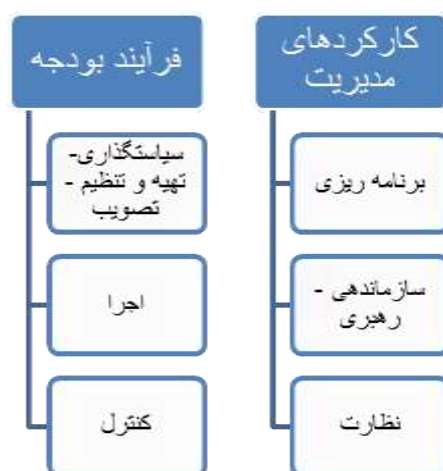 کارکردهای
مدیریت
برنامه ریزی
سازماندهی -
رهبری
نظارت
فرآیند بودجه
سیاستگذاری-
تهیه و تنظیم -
تصویب
اجرا
کنترل